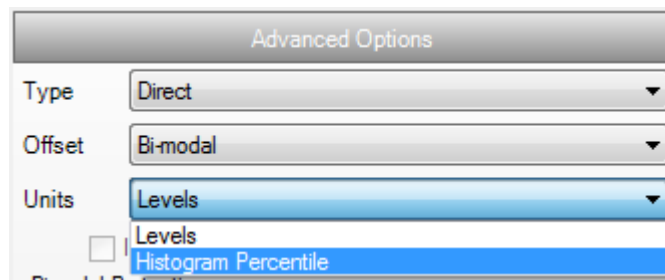 Advanced Options
Type Direct
Offset Bi-modal
Units Levels
Levels
Histogram Percentile